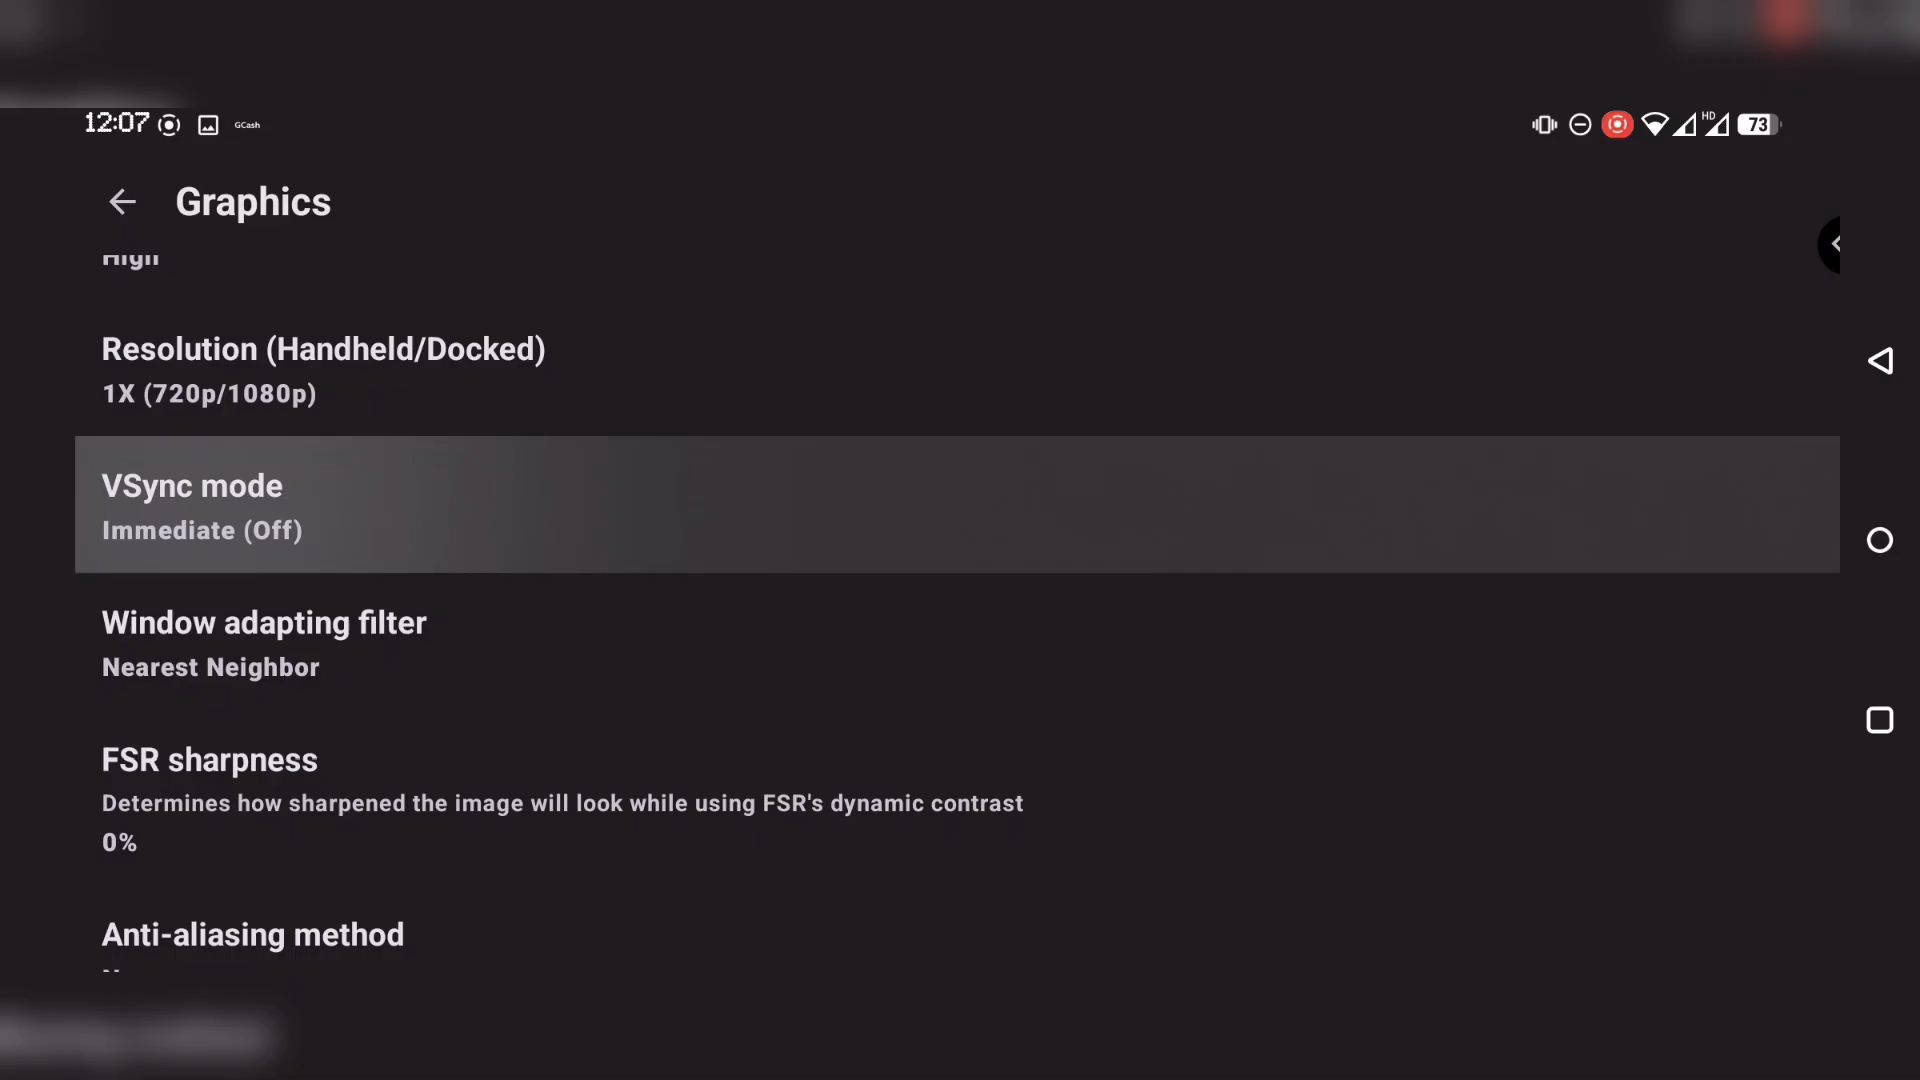 12:07 GCash HD 73
Graphics
High
Resolution (Handheld/Docked)
1X (720p/1080p)
VSync mode
Immediate (Off)
Window adapting filter
Nearest Neighbor
FSR sharpness
Determines how sharpened the image will look while using FSR's dynamic contrast
0%
Anti-aliasing method